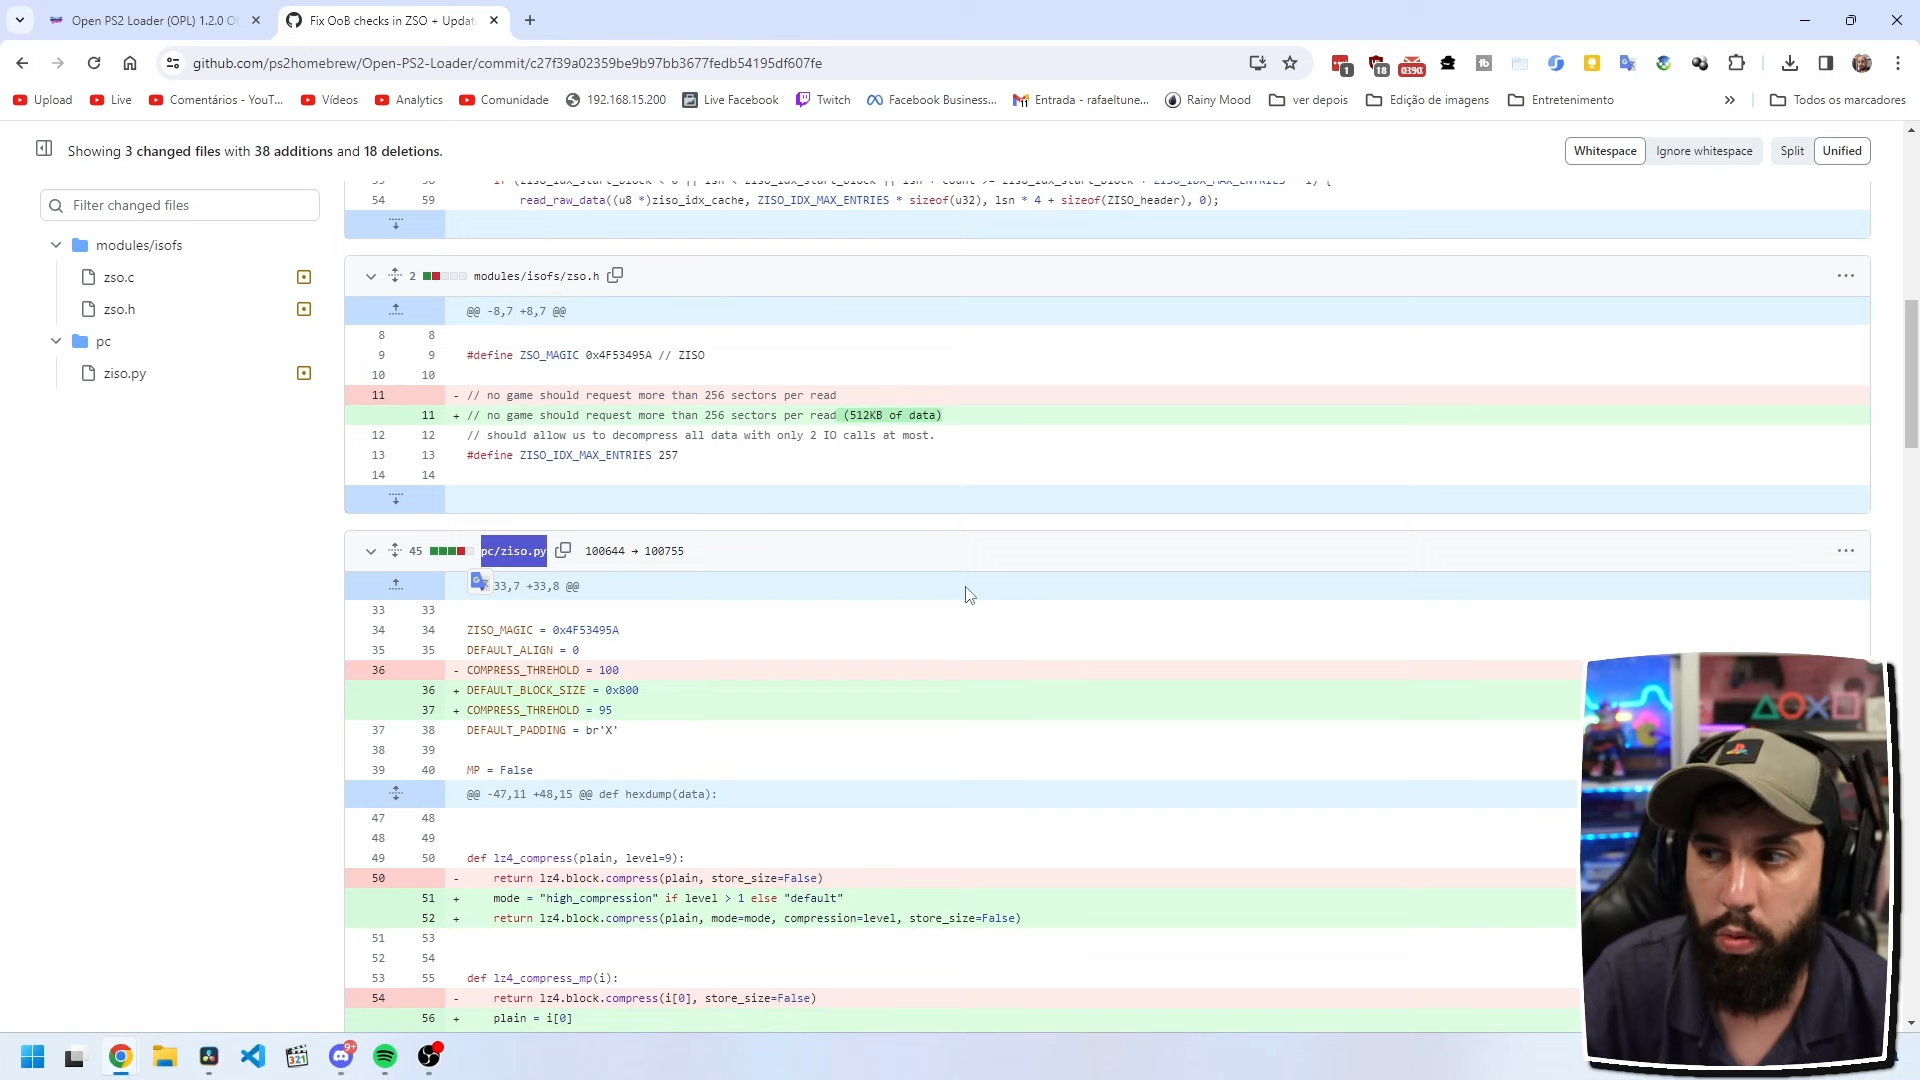 Open PS2 Loader (OPL) 1.2.0 O
Fix OoB checks in ZSO + Updat
github.com/ps2homebrew/Open-PS2-Loader/commit/c27f39a02359be9b97bb3677fedb54195df607fe
1
18
0390
tb
Upload
Live
Comentários - YouT...
Vídeos
Analytics
Comunidade
192.168.15.200
Live Facebook
Twitch
Facebook Business...
Entrada - rafaeltune...
Rainy Mood
ver depois
Edição de imagens
Entretenimento
Todos os marcadores
Showing 3 changed files with 38 additions and 18 deletions.
Whitespace
Ignore whitespace
Split
Unified
Filter changed files
modules/isofs
zso.c
zso.h
pc
ziso.py
54 59 read_raw_data((u8 *)ziso_idx_cache, ZISO_IDX_MAX_ENTRIES * sizeof(u32), lsn * 4 + sizeof(ZISO_header), 0);
2 modules/isofs/zso.h
@@ -8,7 +8,7 @@
8 8
9 9 #define ZSO_MAGIC 0x4F53495A // ZISO
10 10
11 - // no game should request more than 256 sectors per read
11 + // no game should request more than 256 sectors per read (512KB of data)
12 12 // should allow us to decompress all data with only 2 IO calls at most.
13 13 #define ZISO_IDX_MAX_ENTRIES 257
14 14
45 pc/ziso.py 100644 → 100755
33,7 +33,8 @@
33 33
34 34 ZISO_MAGIC = 0x4F53495A
35 35 DEFAULT_ALIGN = 0
36 - COMPRESS_THREHOLD = 100
36 + DEFAULT_BLOCK_SIZE = 0x800
37 + COMPRESS_THREHOLD = 95
37 38 DEFAULT_PADDING = br'X'
38 39
39 40 MP = False
@@ -47,11 +48,15 @@ def hexdump(data):
47 48
48 49
49 50 def lz4_compress(plain, level=9):
50 - return lz4.block.compress(plain, store_size=False)
51 + mode = "high_compression" if level > 1 else "default"
52 + return lz4.block.compress(plain, mode=mode, compression=level, store_size=False)
51 53
52 54
53 55 def lz4_compress_mp(i):
54 - return lz4.block.compress(i[0], store_size=False)
56 + plain = i[0]
321
9+